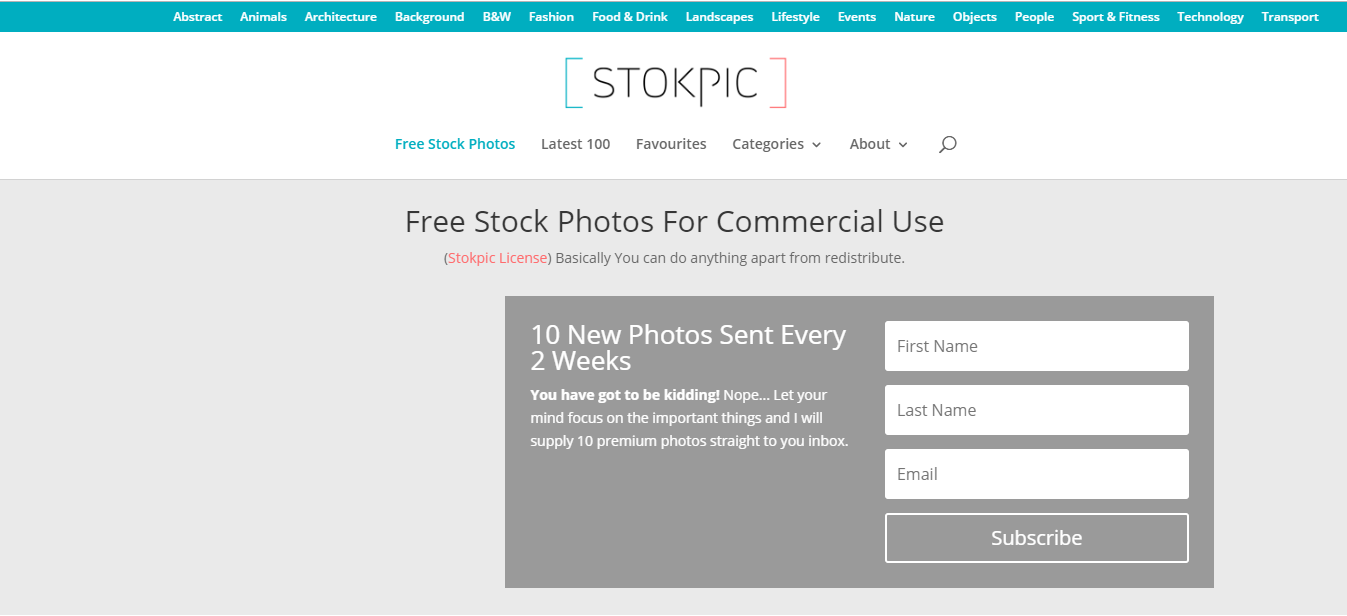 Abstract Animals Architecture Background B&W Fashion Food & Drink Landscapes Lifestyle Events Nature Objects People Sport & Fitness Technology Transport
STOKPIC
Free Stock Photos Latest 100 Favourites Categories About
Free Stock Photos For Commercial Use
(Stokpic License) Basically You can do anything apart from redistribute.
10 New Photos Sent Every
2 Weeks
You have got to be kidding! Nope... Let your
mind focus on the important things and I will
supply 10 premium photos straight to you inbox.
First Name
Last Name
Email
Subscribe